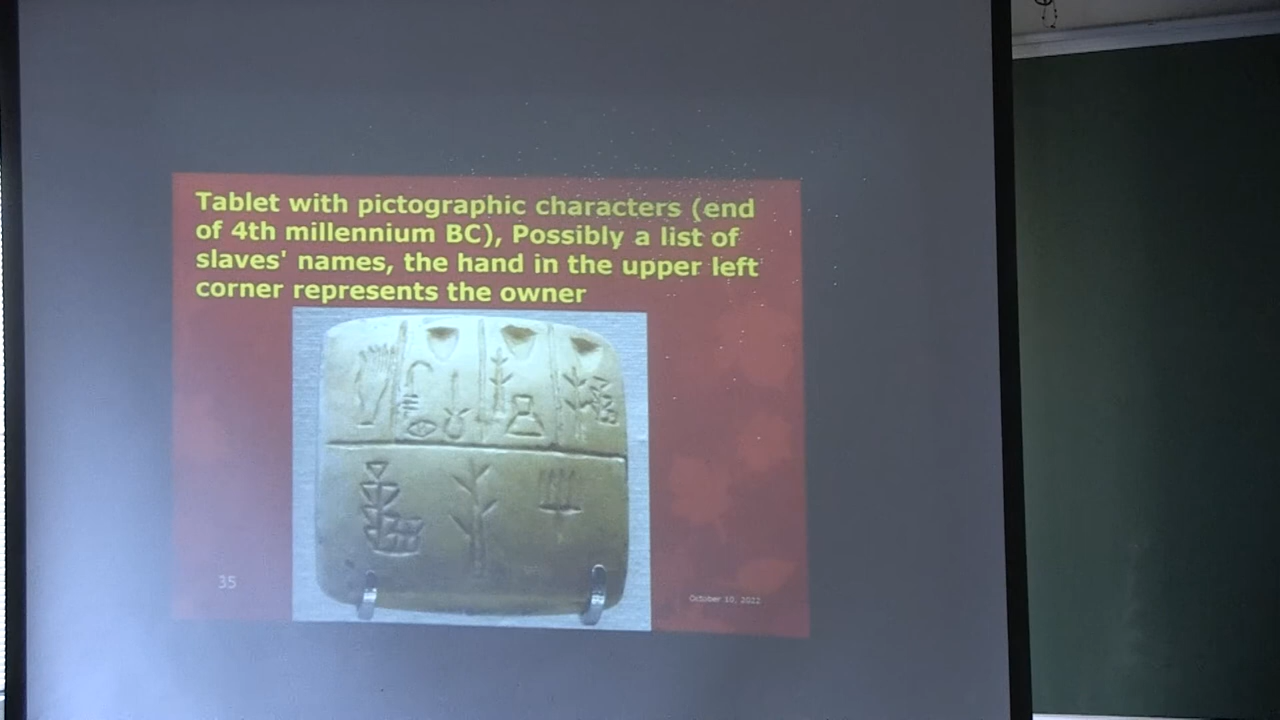 Tablet with pictographic characters (end
of 4th millennium BC), Possibly a list of
slaves' names, the hand in the upper left
corner represents the owner
35
October 10, 2022